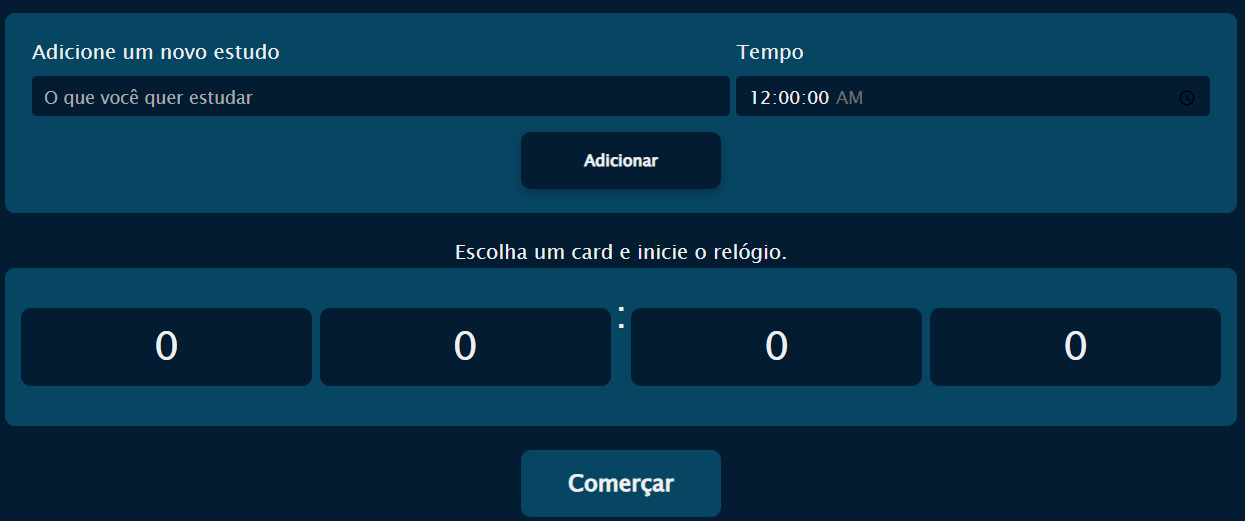 Adicione um novo estudo
Tempo
O que você quer estudar
12:00:00 AM
Adicionar
Escolha um card e inicie o relógio.
0 0 : 0 0
Comerçar